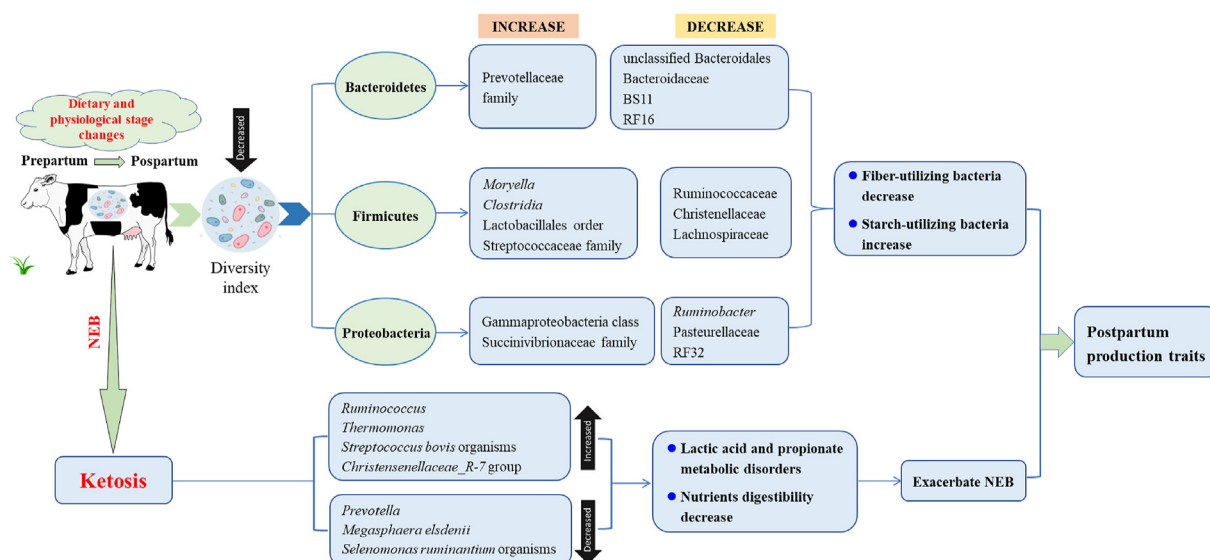 INCREASE
DECREASE
Dietary and
physiological stage
changes
Prepartum
Pospartum
Decreased
Diversity
index
NEB
Bacteroidetes
Prevotellaceae
family
unclassified Bacteroidales
Bacteroidaceae
BS11
RF16
Firmicutes
Moryella
Clostridia
Lactobacillales order
Streptococcaceae family
Ruminococcaceae
Christenellaceae
Lachnospiraceae
Proteobacteria
Gammaproteobacteria class
Succinivibrionaceae family
Ruminobacter
Pasteurellaceae
RF32
Fiber-utilizing bacteria
decrease
Starch-utilizing bacteria
increase
Postpartum
production traits
Ketosis
Ruminococcus
Thermomonas
Streptococcus bovis organisms
Christensenellaceae_R-7 group
Increased
Prevotella
Megasphaera elsdenii
Selenomonas ruminantium organisms
Decreased
Lactic acid and propionate
metabolic disorders
Nutrients digestibility
decrease
Exacerbate NEB